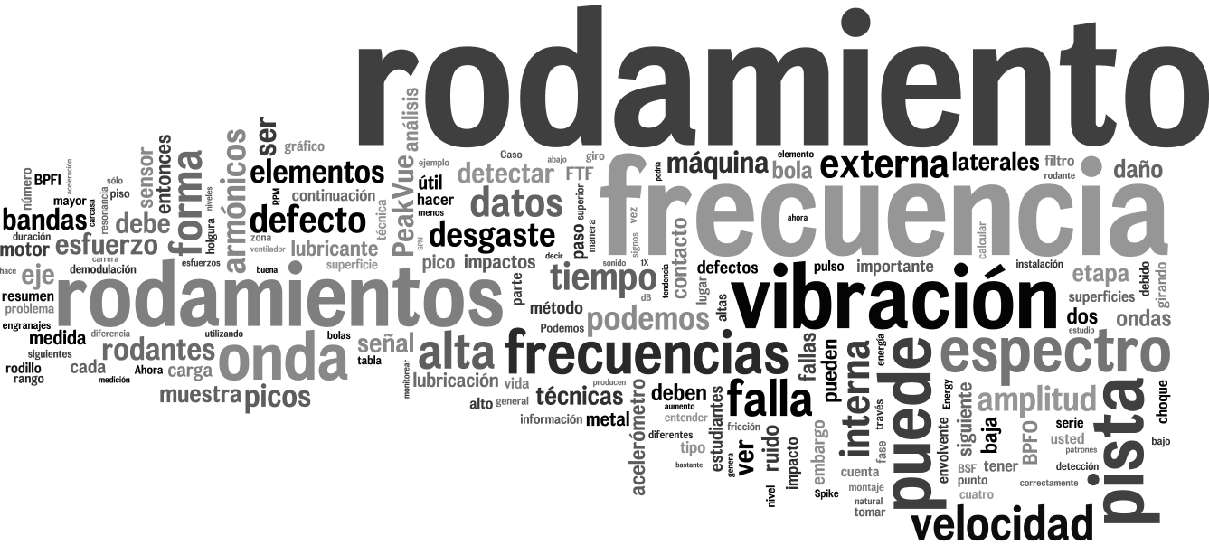 rodamiento
frecuencia
rodamientos
vibración
frecuencias
espectro
puede
pista
velocidad
onda
alta
falla
interna
externa
forma
armónicos
PeakVue
análisis
elementos
defecto
desgaste
datos
tiempo
podemos
detectar
FTF
máquina
bola
laterales
filtro
rodante
daño
elemento
Caso
abajo
giro
ejemplo
gráfico
ser
sensor
entonces
sólo
piso
BPFI
número
mayor
carcasa
resonancia
niveles
holgura
bandas
duración
motor
esfuerzo
debe
continuación
PPM
zona
ventilador
lubricante
superficie
técnica
útil
hacer
menos
decir
pico
impactos
paso
superior
manera
vez
signos
contacto
ahora
calcular
hace
eje
demodulación
esfuerzos
resumen
problema
engranajes
medida
diferencia
utilizando
bolas
siguientes
rodillo
rango
cada
medición
Ahora
rodantes
carga
muestra
picos
señal
tabla
monitorear
lubricación
vida
alto
general
parte
método
Podemos
sonido
1X
tendencia
lugar
defectos
altas
pulso
importante
instalación
etapa
debido
girando
superficies
dos
estudio
ondas
técnicas
producen
información
metal
deben
aumento
entender
diferentes
acelerómetro
tipo
bastante
estudiantes
fricción
genera
ver
ruido
nivel
impacto
fallas
pueden
energía
embargo
Spike
cuenta
montaje
natural
tomar
fase
través
envolvente
Energy
siguiente
amplitud
baja
BSF
punto
cuatro
tener
BPFO
serie
usted
patrones
detección
correctamente
choque
bajo